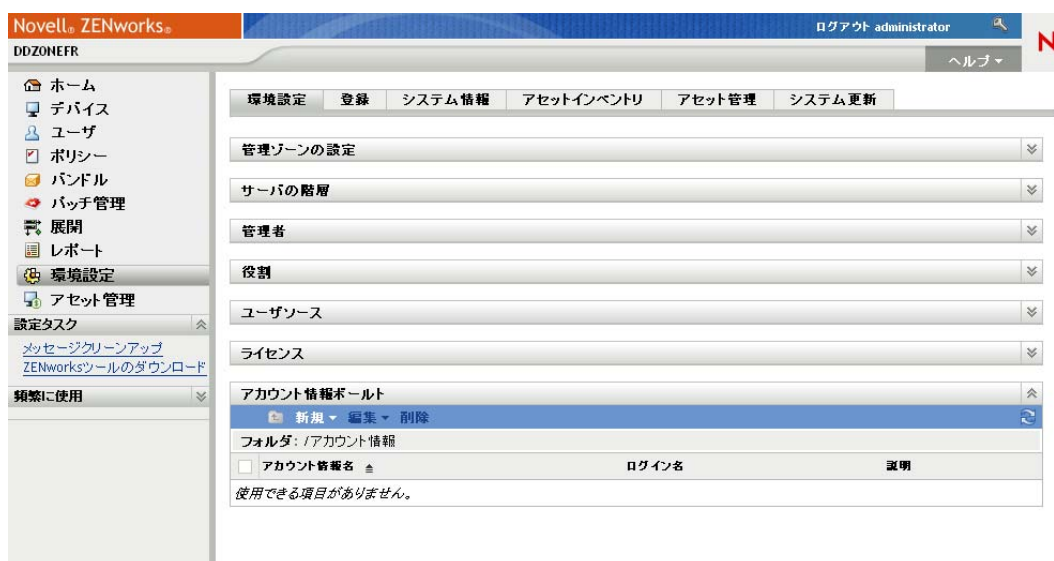 Novell® ZENworks®
ログアウト administrator
N
DDZONEFR
ヘルプ
ホーム
デバイス
ユーザ
ポリシー
バンドル
パッチ管理
展開
レポート
環境設定
アセット管理
設定タスク
メッセージクリーンアップ
ZENworksツールのダウンロード
頻繁に使用
環境設定 登録 システム情報 アセットインベントリ アセット管理 システム更新
管理ゾーンの設定
サーバの階層
管理者
役割
ユーザソース
ライセンス
アカウント情報ボールト
新規 編集 削除
フォルダ: /アカウント情報
アカウント情報名 ログイン名 説明
使用できる項目がありません。